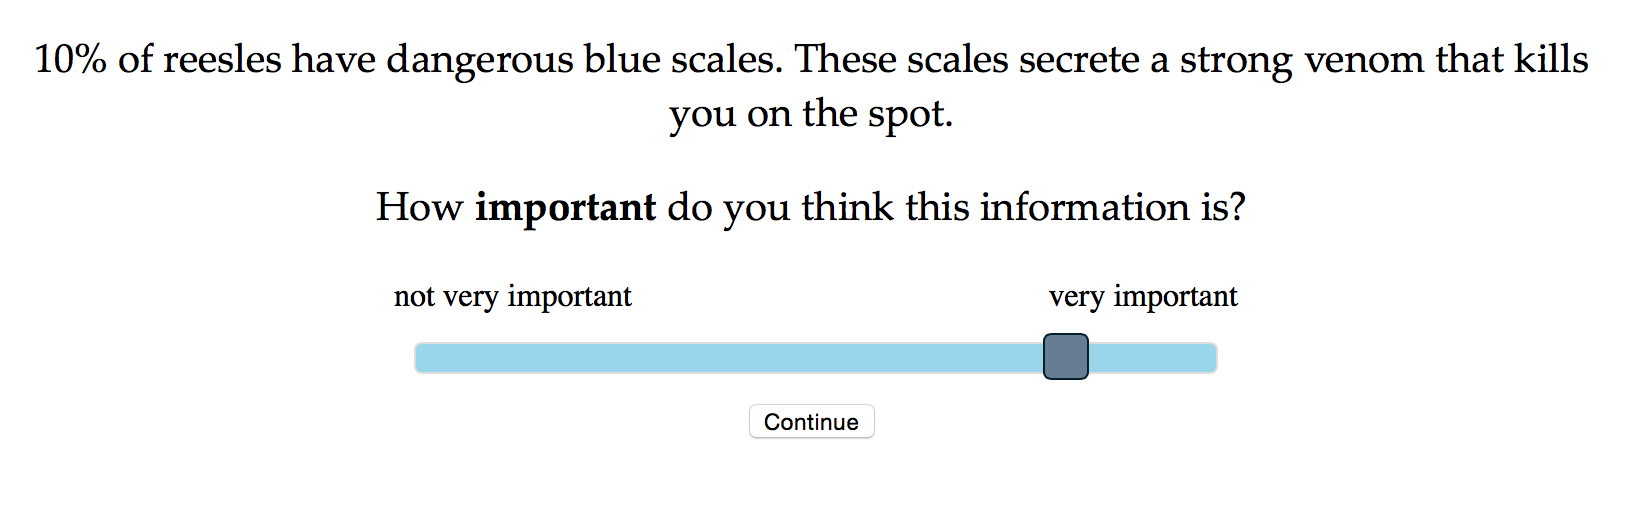 10% of reesles have dangerous blue scales. These scales secrete a strong venom that kills
you on the spot.
How important do you think this information is?
not very important very important
Continue